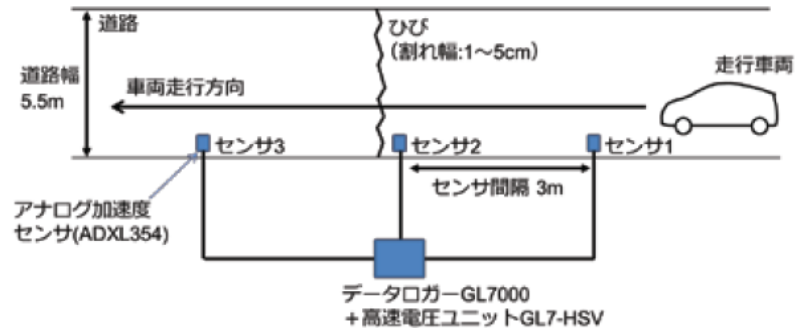 道路
ひび
(割れ幅:1～5cm)
走行車両
道路幅
5.5m
車両走行方向
センサ3
センサ2
センサ1
センサ間隔 3m
アナログ加速度
センサ(ADXL354)
データロガーGL7000
＋高速電圧ユニットGL7-HSV